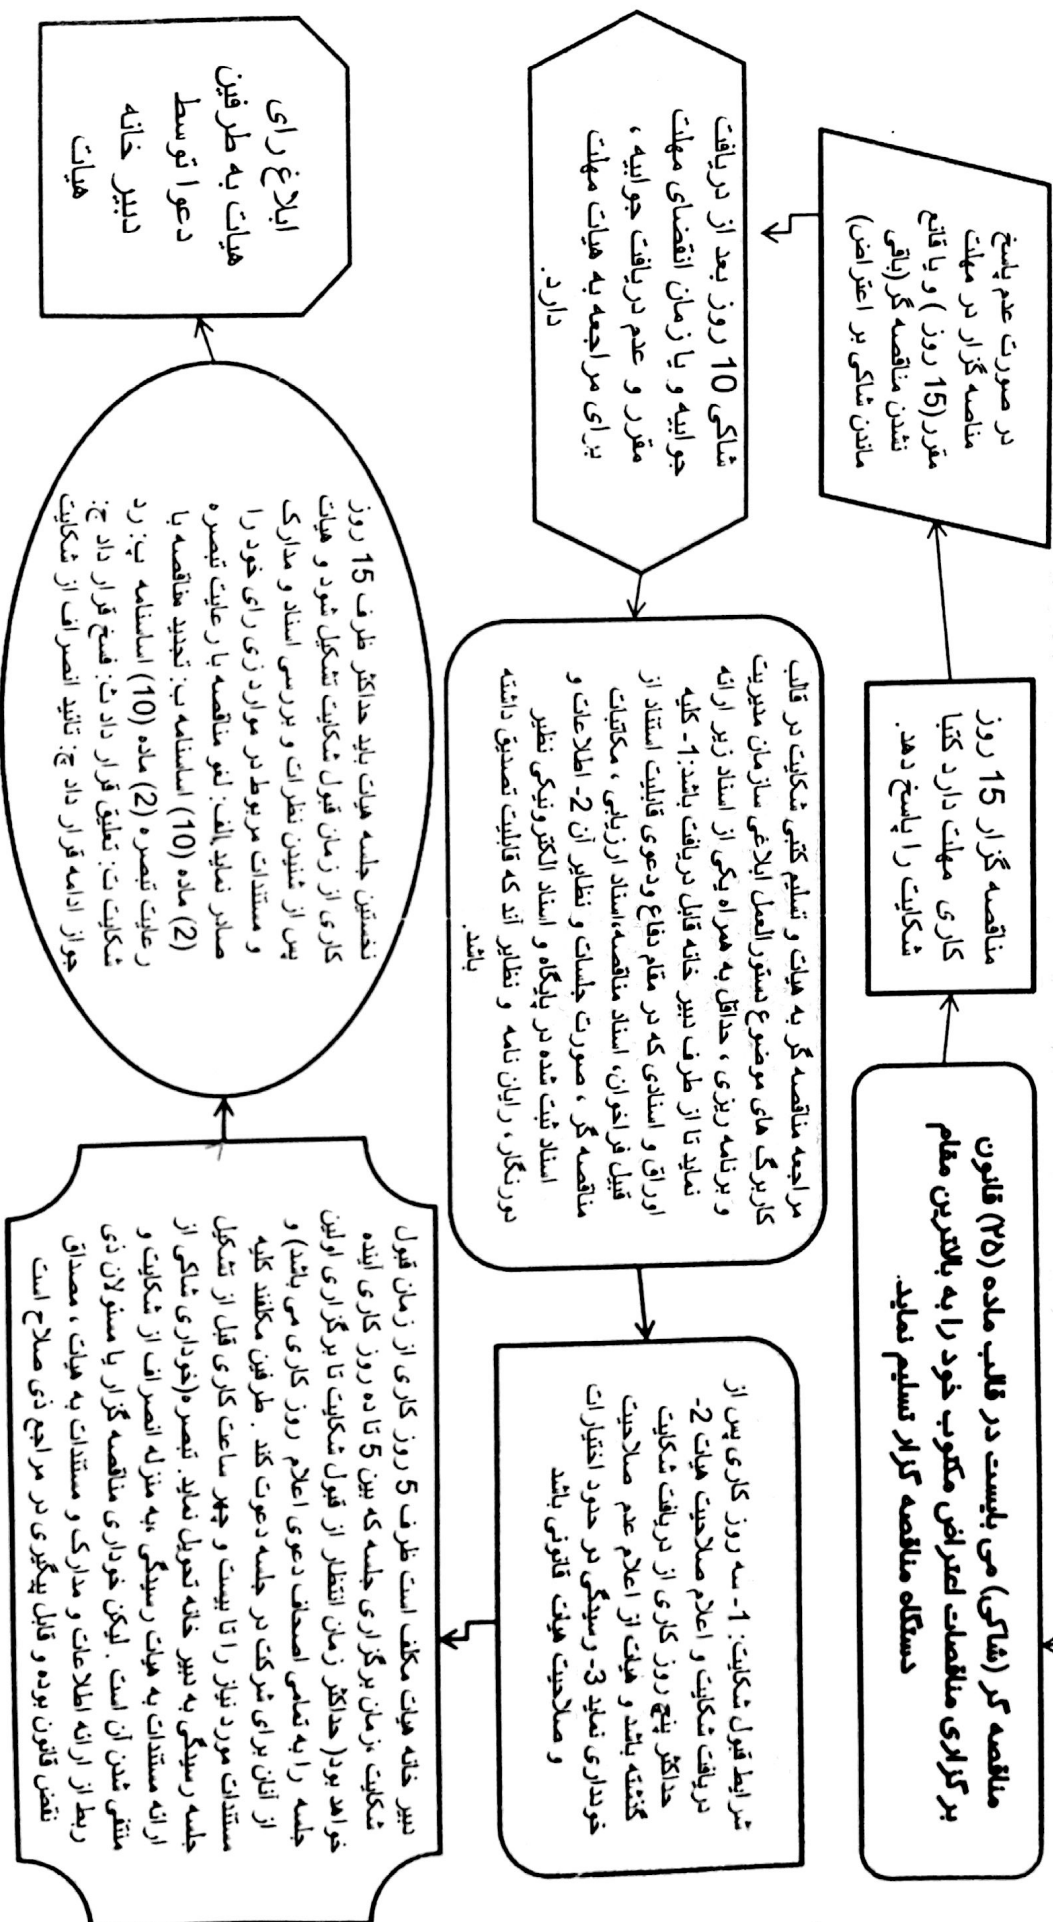 مناقصه گر (شاکی) می بایست در قالب ماده (۲۵) قانون
برگزاری مناقصات اعتراض مکتوب خود را به بالاترین مقام
دستگاه مناقصه گزار تسلیم نماید.
مناقصه گزار 15 روز
کاری مهلت دارد کتبا
شکایت را پاسخ دهد.
در صورت عدم پاسخ
مناصه گزار در مهلت
مقرر(15 روز ) و یا قانع
نشدن مناقصه گر(باقی
ماندن شاکی بر اعتراض)
شاکی 10 روز بعد از دریافت
جوابیه و یا زمان انقضای مهلت
مقرر و عدم دریافت جوابیه ،
برای مراجعه به هیات مهلت
دارد.
مراجعه مناقصه گر به هیات و تسلیم کتبی شکایت در قالب
کاربرگ های موضوع دستورالعمل ابلاغی سازمان مدیریت
و برنامه ریزی ، حداقل به همراه یکی از اسناد زیر ارائه
نماید تا از طرف دبیر خانه قابل دریافت باشد:1- کلیه
اوراق و اسنادی که در مقام دفاع ودعوی قابلیت استناد از
قبیل فراخوان، اسناد مناقصه،اسناد ارزیابی ، مکاتبات
مناقصه گر ، صورت جلسات و نظایر آن 2- اطلاعات و
اسناد ثبت شده در پایگاه و اسناد الکترونیکی نظیر
دورنگار، رایان نامه و نظایر آند که قابلیت تصدیق داشته
باشد.
شرایط قبول شکایت: 1- سه روز کاری پس از
دریافت شکایت و اعلام صلاحیت هیات 2-
حداکثر پنج روز کاری از دریافت شکایت
گذشته باشد و هیات از اعلام عدم صلاحیت
خودداری نماید 3- رسیدگی در حدود اختیارات
و صلاحیت هیات قانونی باشد
دبیر خانه هیات مکلف است ظرف 5 روز کاری از زمان قبول
شکایت ،زمان برگزاری جلسه که بین 5 تا ده روز کاری آینده
خواهد بود( حداکثر زمان انتظار از قبول شکایت تا برگزاری اولین
جلسه را به تمامی اصحاف دعوی اعلام روز کاری می باشد) و
از آنان برای شرکت در جلسه دعوت کند . طرفین مکلفند کلیه
مستندات مورد نیاز را تا بیست و چهر ساعت کاری قبل از تشکیل
جلسه رسیدگی به دبیر خانه تحویل نماید. تبصره(خوداری شاکی از
ارائه مستندات به هیات رسیدگی ،به منزله انصراف از شکایت و
منتفی شدن آن است . لیکن خوداری مناقصه گزار یا مسئولان ذی
ربط از ارائه اطلاعات و مدارک و مستندات به هیات ، مصداق
نقض قانون بوده و قابل پیگیری در مراجع ذی صلاح است
نخستین جلسه هیات باید حداکثر ظرف 15 روز
کاری از زمان قبول شکایت تشکیل شود و هیات
پس از شنیدن نظرات و بررسی اسناد و مدارک
و مستندات مربوط در موارد زی رای خود را
صادر نماید.الف: لغو مناقصه با رعایت تبصره
(2) ماده (10) اساسنامه ب: تجدید مناقصه با
رعایت تبصره (2) ماده (10) اساسنامه پ: رد
شکایت ت: تعلیق قرار داد ث: فسخ قرار داد ج:
جواز ادامه قرار داد چ: تائید انصراف از شکایت
ابلاغ رای
هیات به طرفین
دعوا توسط
دبیر خانه
هیات